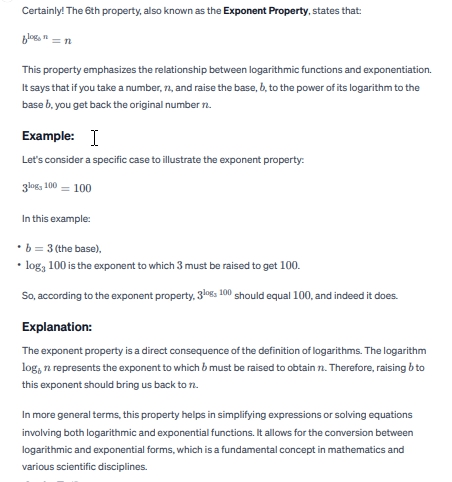 Certainly! The 6th property, also known as the Exponent Property, states that:
b^{log_b n} = n
This property emphasizes the relationship between logarithmic functions and exponentiation.
It says that if you take a number, n, and raise the base, b, to the power of its logarithm to the
base b, you get back the original number n.
Example:
Let's consider a specific case to illustrate the exponent property:
3^{log_3 100} = 100
In this example:
• b = 3 (the base),
• log_3 100 is the exponent to which 3 must be raised to get 100.
So, according to the exponent property, 3^{log_3 100} should equal 100, and indeed it does.
Explanation:
The exponent property is a direct consequence of the definition of logarithms. The logarithm
log_b n represents the exponent to which b must be raised to obtain n. Therefore, raising b to
this exponent should bring us back to n.
In more general terms, this property helps in simplifying expressions or solving equations
involving both logarithmic and exponential functions. It allows for the conversion between
logarithmic and exponential forms, which is a fundamental concept in mathematics and
various scientific disciplines.